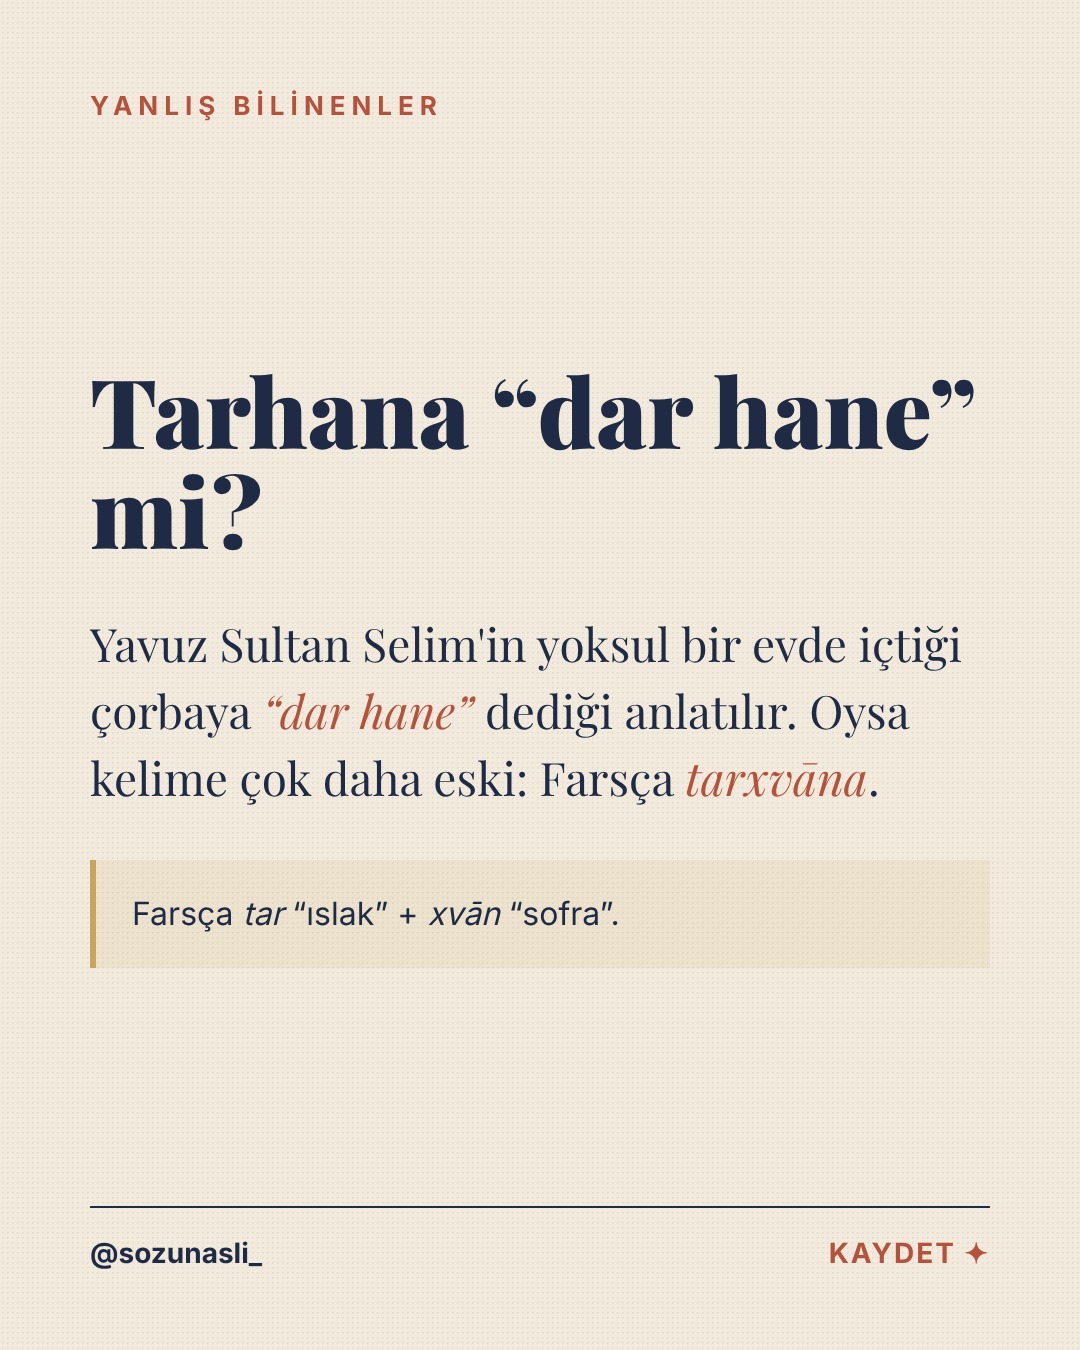 YANLIŞ BİLİNENLER
Tarhana “dar hane”
mi?
Yavuz Sultan Selim'in yoksul bir evde içtiği
çorbaya “dar hane” dediği anlatılır. Oysa
kelime çok daha eski: Farsça tarxvāna.
Farsça tar “ıslak” + xvān “sofra”.
@sozunasli_
KAYDET ✦